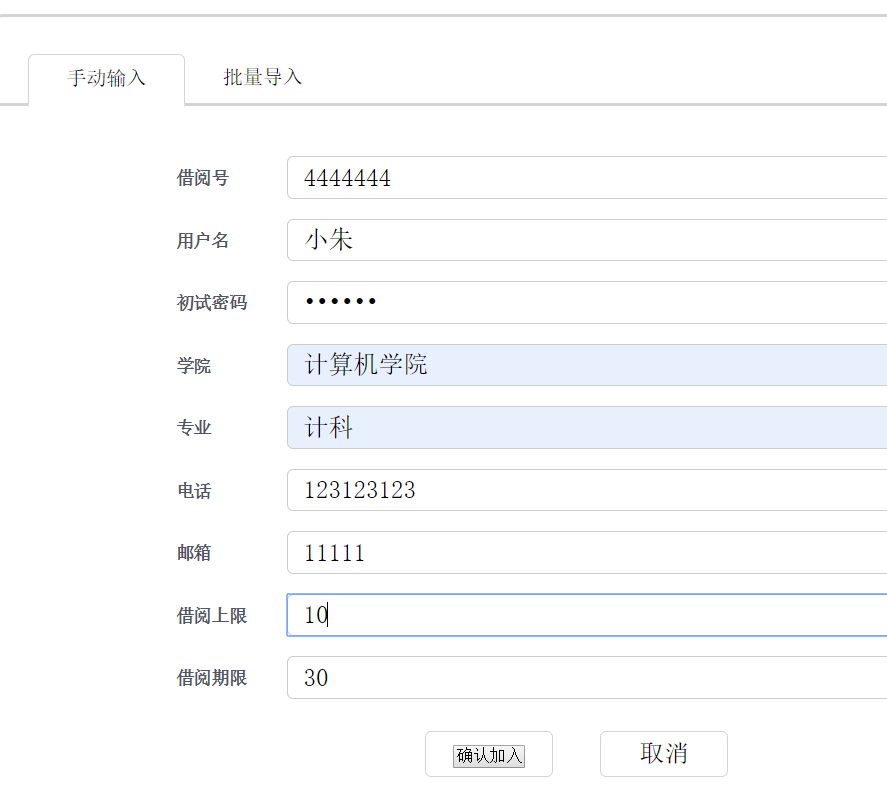 手动输入 批量导入
借阅号 4444444
用户名 小朱
初试密码 ••••••
学院 计算机学院
专业 计科
电话 123123123
邮箱 11111
借阅上限 10
借阅期限 30
确认加入 取消